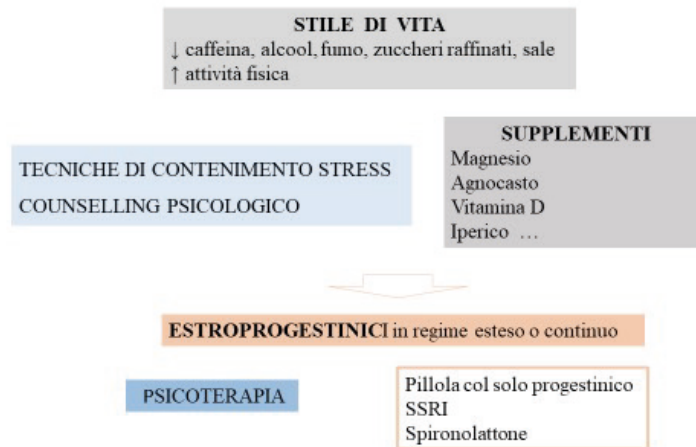 STILE DI VITA
↓ caffeina, alcool, fumo, zuccheri raffinati, sale
↑ attività fisica
TECNICHE DI CONTENIMENTO STRESS
COUNSELLING PSICOLOGICO
SUPPLEMENTI
Magnesio
Agnocasto
Vitamina D
Iperico ...
ESTROPROGESTINICI in regime esteso o continuo
PSICOTERAPIA
Pillola col solo progestinico
SSRI
Spironolattone